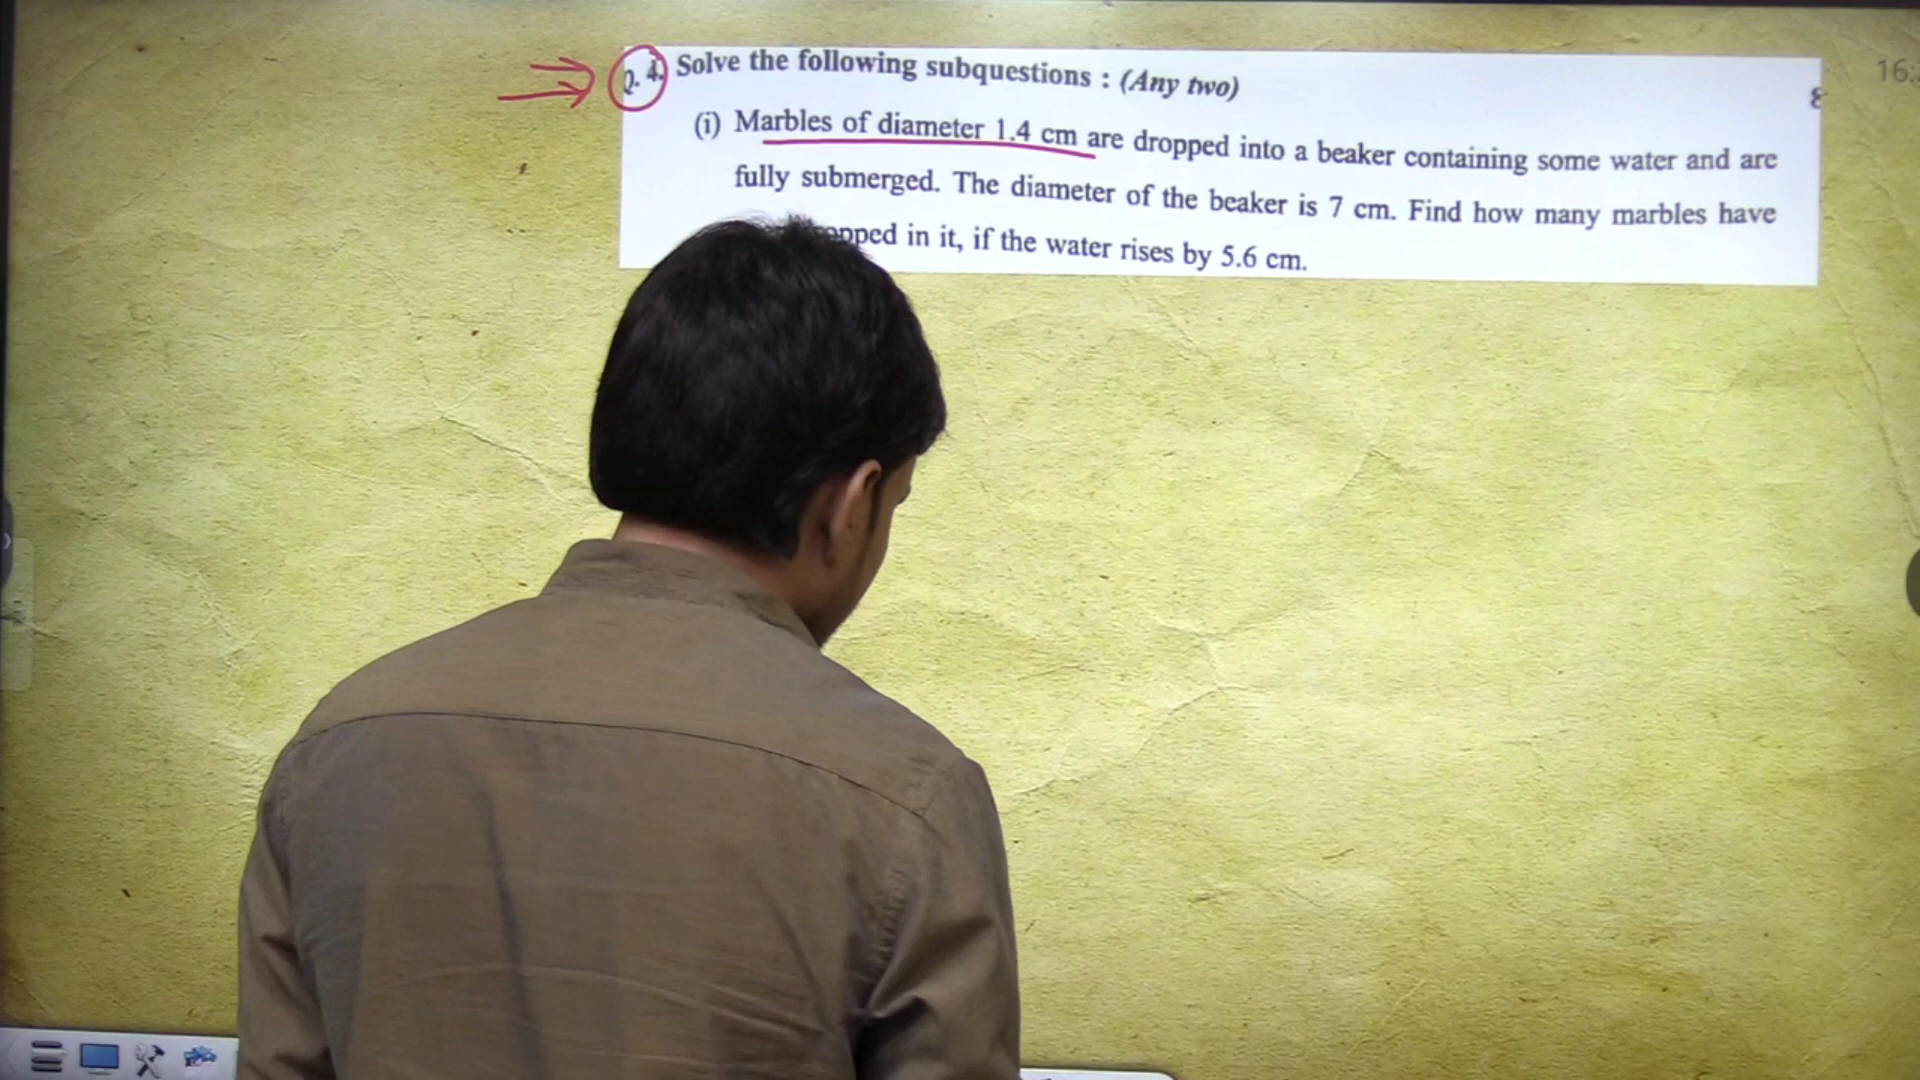 Q. 4. Solve the following subquestions : (Any two) 8
(i) Marbles of diameter 1.4 cm are dropped into a beaker containing some water and are
fully submerged. The diameter of the beaker is 7 cm. Find how many marbles have
in it, if the water rises by 5.6 cm.